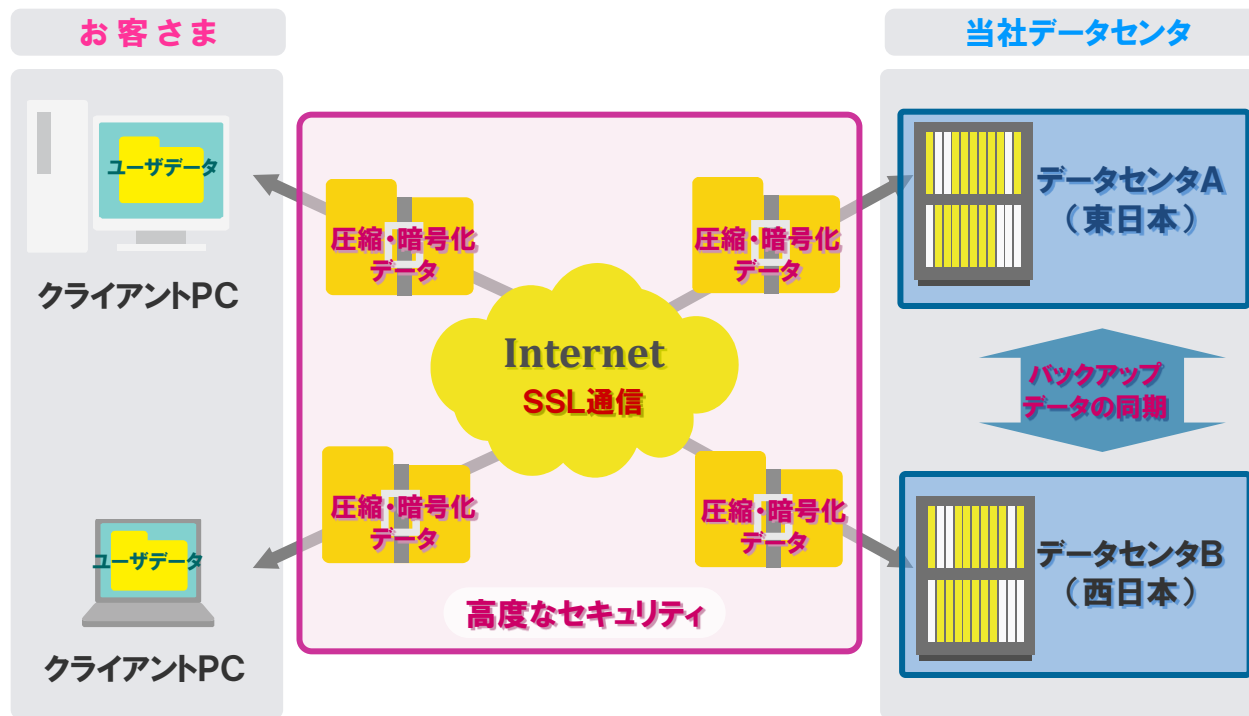 お客さま
当社データセンタ
ユーザデータ
クライアントPC
圧縮・暗号化
データ
圧縮・暗号化
データ
データセンタA
（東日本）
Internet
SSL通信
バックアップ
データの同期
ユーザデータ
クライアントPC
圧縮・暗号化
データ
圧縮・暗号化
データ
高度なセキュリティ
データセンタB
（西日本）